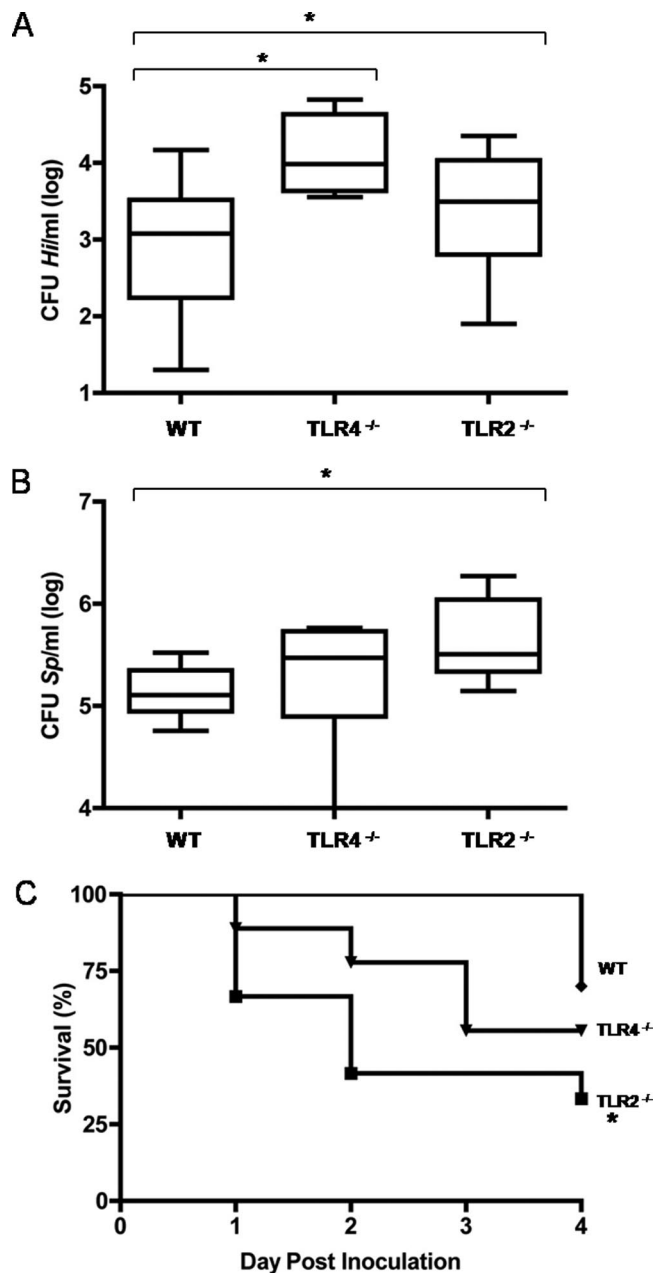 A
*
*
CFU Hi/ml (log)
5
4
3
2
1
WT TLR4 -/- TLR2 -/-
B
*
CFU Sp/ml (log)
7
6
5
4
WT TLR4 -/- TLR2 -/-
C
Survival (%)
100
75
50
25
0
WT
TLR4 -/-
TLR2 -/-
*
0 1 2 3 4
Day Post Inoculation